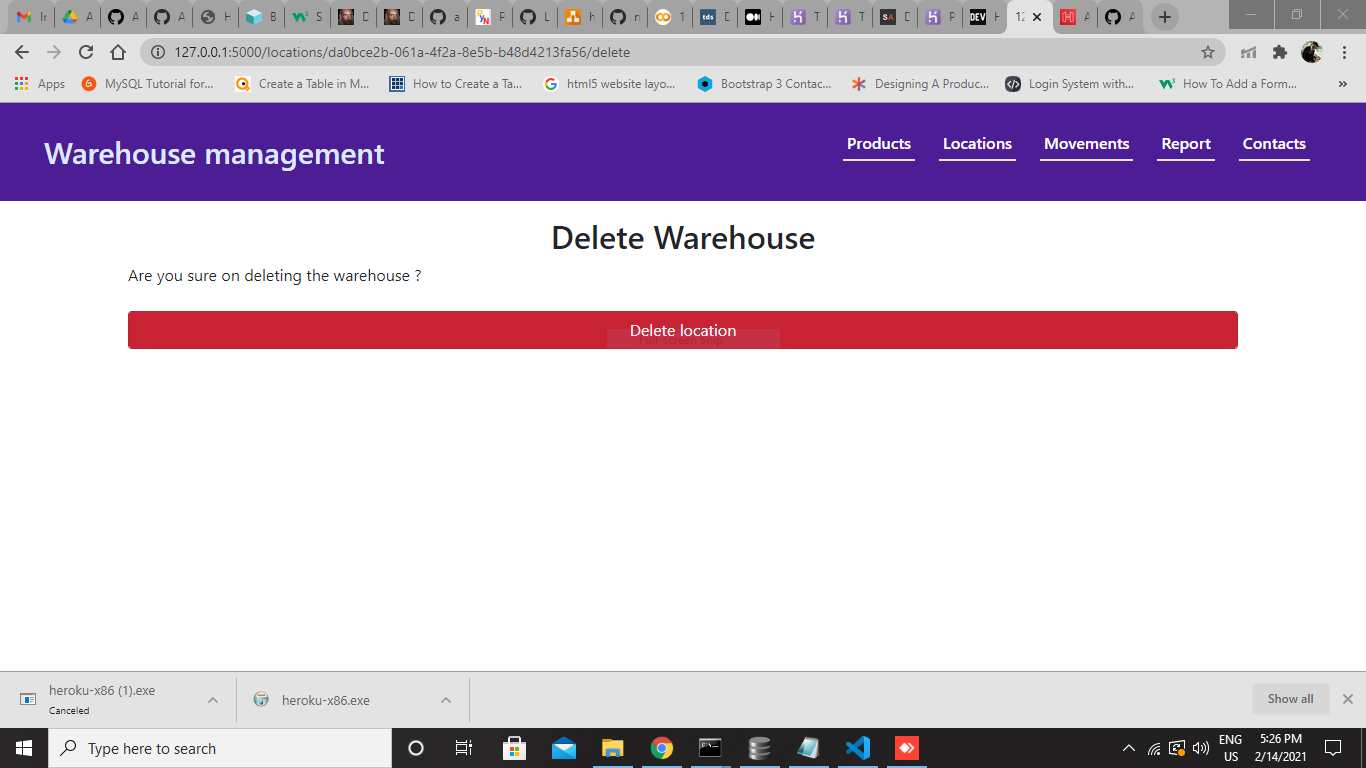 127.0.0.1:5000/locations/da0bce2b-061a-4f2a-8e5b-b48d4213fa56/delete
Apps
MySQL Tutorial for...
Create a Table in M...
How to Create a Ta...
html5 website layo...
Bootstrap 3 Contac...
Designing A Produc...
Login System with...
How To Add a Form...
Warehouse management
Products
Locations
Movements
Report
Contacts
Delete Warehouse
Are you sure on deleting the warehouse ?
Delete location
Full-screen Snip
heroku-x86 (1).exe
Canceled
heroku-x86.exe
Show all
Type here to search
ENG
US
5:26 PM
2/14/2021